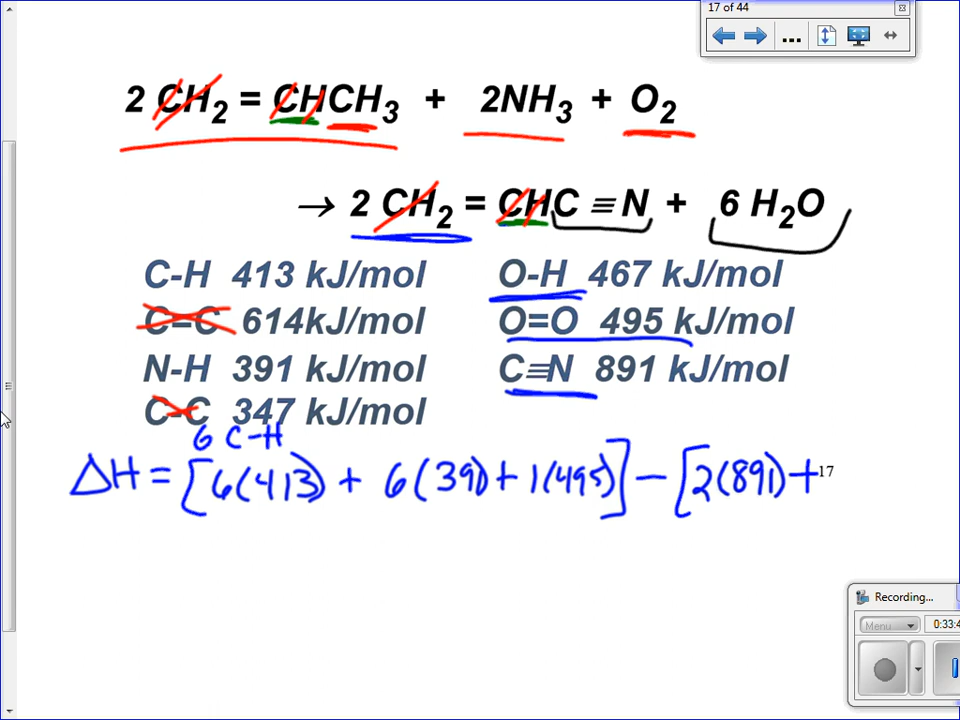 17 of 44
...
2 CH2 = CHCH3 + 2NH3 + O2
→ 2 CH2 = CHC ≡ N + 6 H2O
C-H 413 kJ/mol O-H 467 kJ/mol
C=C 614kJ/mol O=O 495 kJ/mol
N-H 391 kJ/mol C≡N 891 kJ/mol
C-C 347 kJ/mol
6 C-H
ΔH = [6(413) + 6(391) + 1(495)] - [2(891) +
17
Recording...
Menu
0:33:4